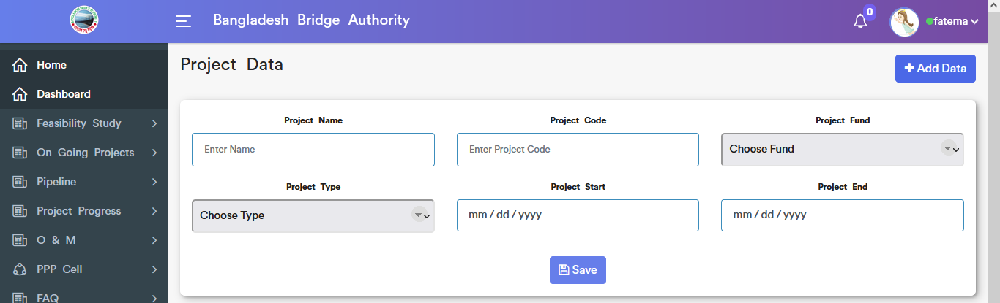 Bangladesh Bridge Authority
0
fatema
Home
Dashboard
Feasibility Study
On Going Projects
Pipeline
Project Progress
O & M
PPP Cell
FAQ
Project Data
Add Data
Project Name Project Code Project Fund
Enter Name Enter Project Code Choose Fund
Project Type Project Start Project End
Choose Type mm / dd / yyyy mm / dd / yyyy
Save